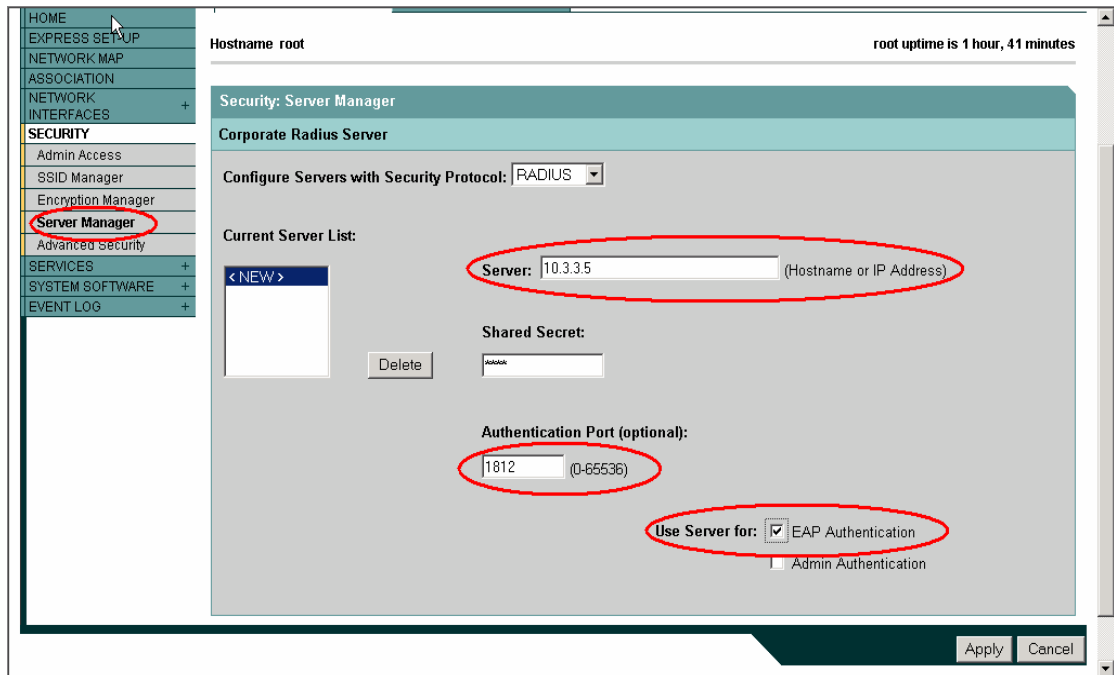 HOME
EXPRESS SET-UP
NETWORK MAP
ASSOCIATION
NETWORK
INTERFACES +
SECURITY
Admin Access
SSID Manager
Encryption Manager
Server Manager
Advanced Security
SERVICES +
SYSTEM SOFTWARE +
EVENT LOG +
Hostname root
root uptime is 1 hour, 41 minutes
Security: Server Manager
Corporate Radius Server
Configure Servers with Security Protocol: RADIUS
Current Server List:
< NEW >
Delete
Server: 10.3.3.5 (Hostname or IP Address)
Shared Secret:
****
Authentication Port (optional):
1812 (0-65536)
Use Server for: EAP Authentication
Admin Authentication
Apply Cancel